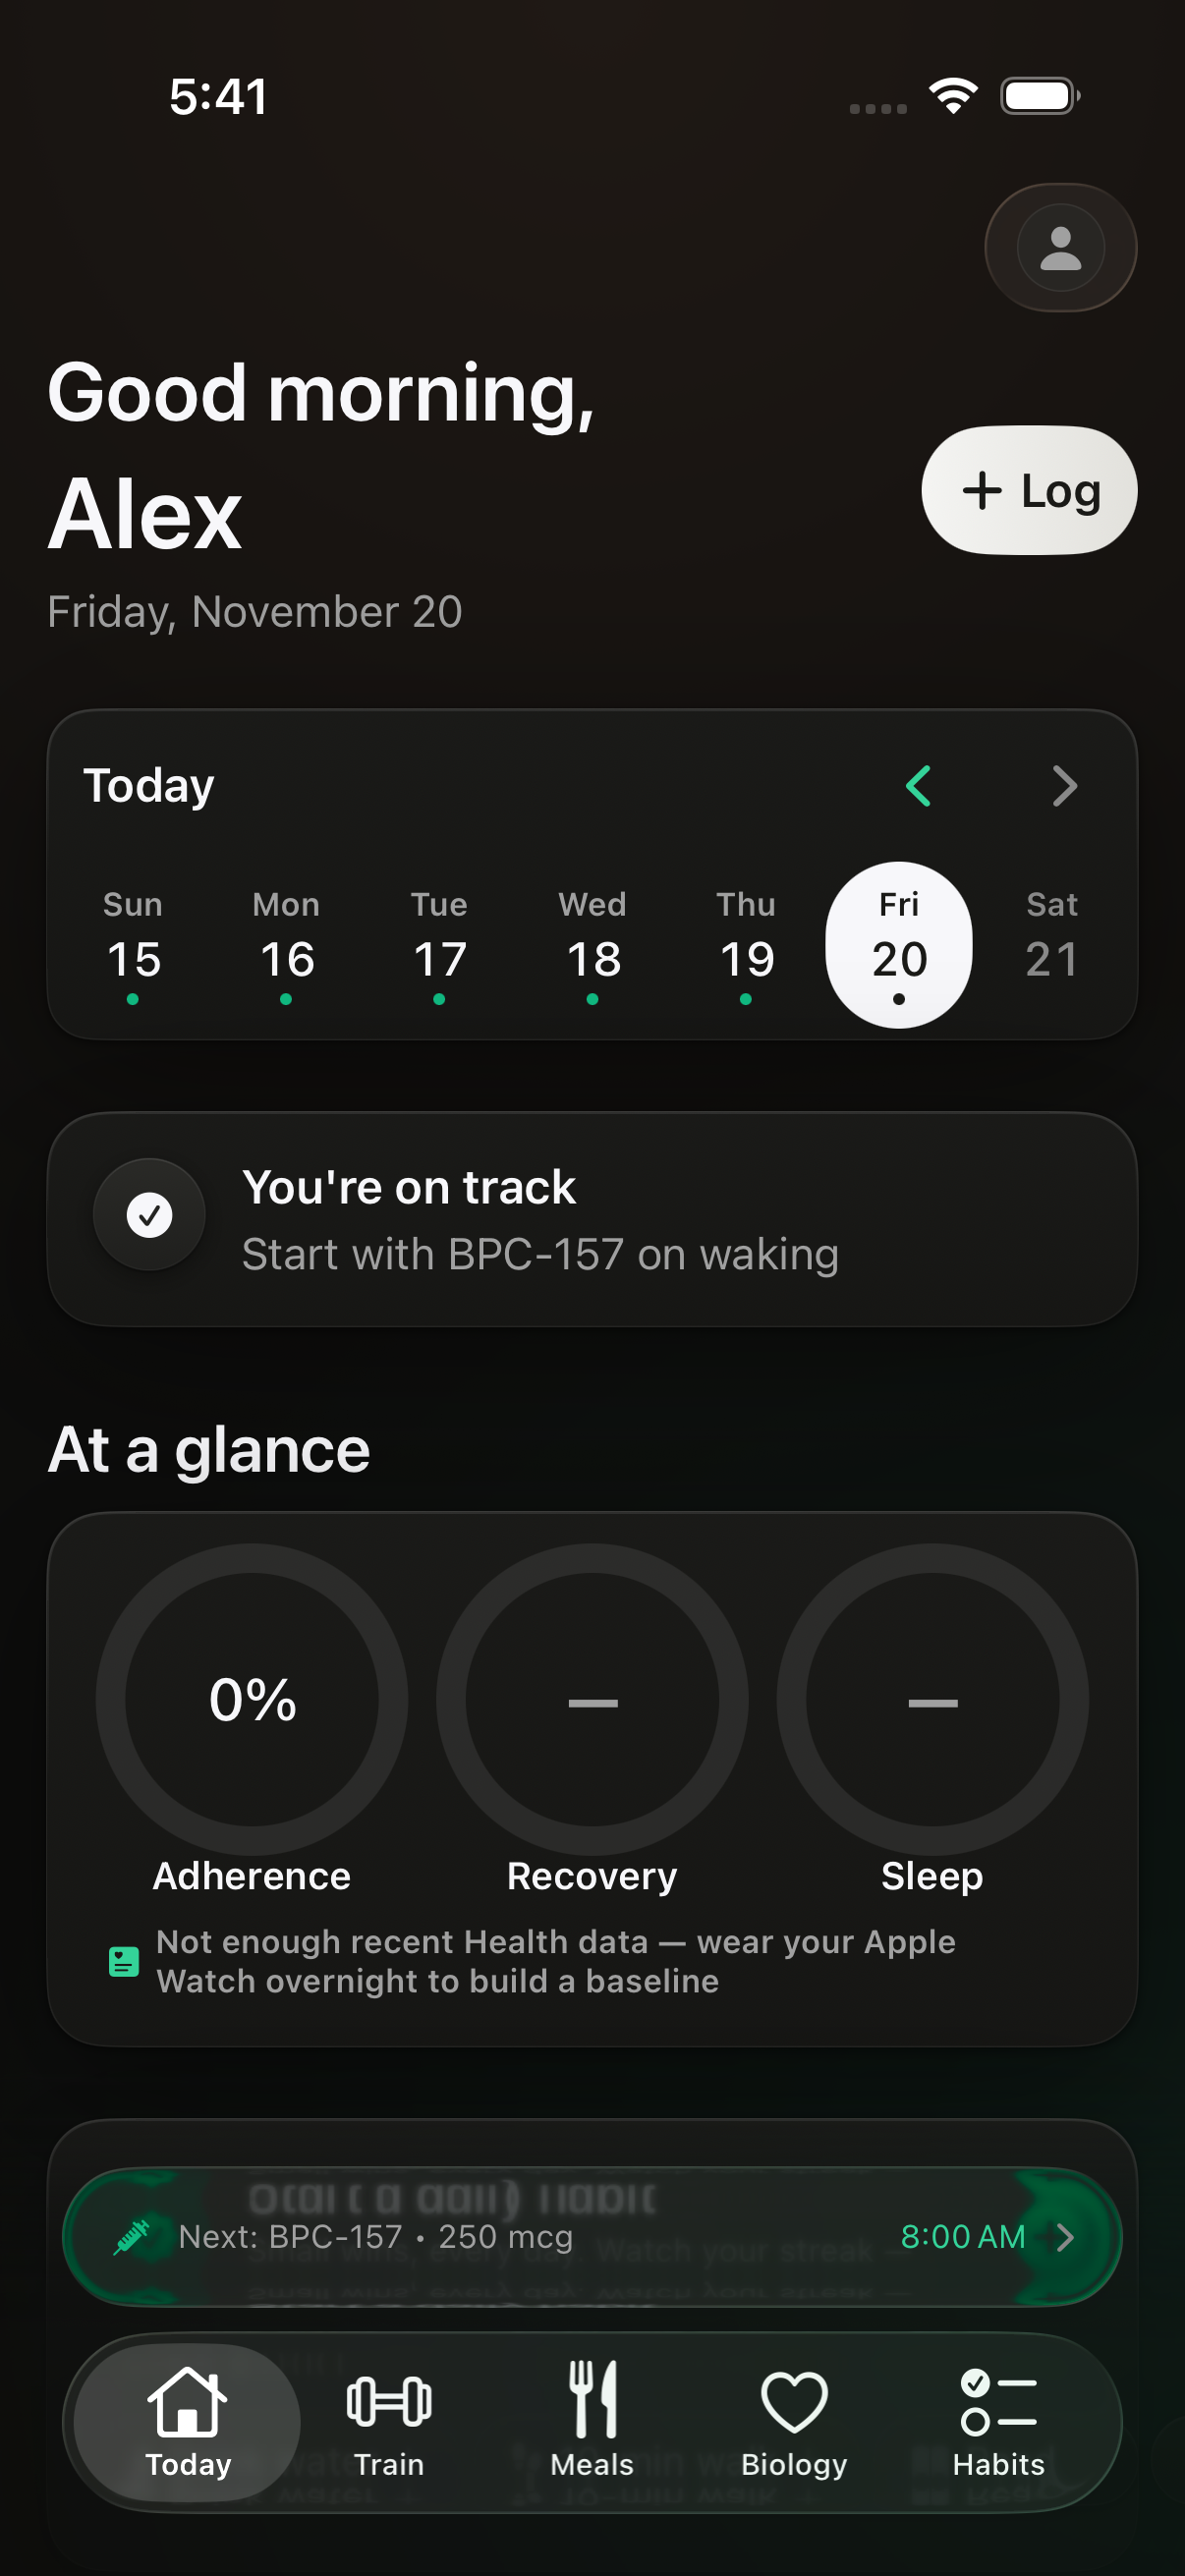 5:41
Good morning,
Alex
+ Log
Friday, November 20
Today
Sun Mon Tue Wed Thu Fri Sat
15 16 17 18 19 20 21
You're on track
Start with BPC-157 on waking
At a glance
0% — —
Adherence Recovery Sleep
Not enough recent Health data — wear your Apple
Watch overnight to build a baseline
Next: BPC-157 • 250 mcg 8:00 AM
Today Train Meals Biology Habits